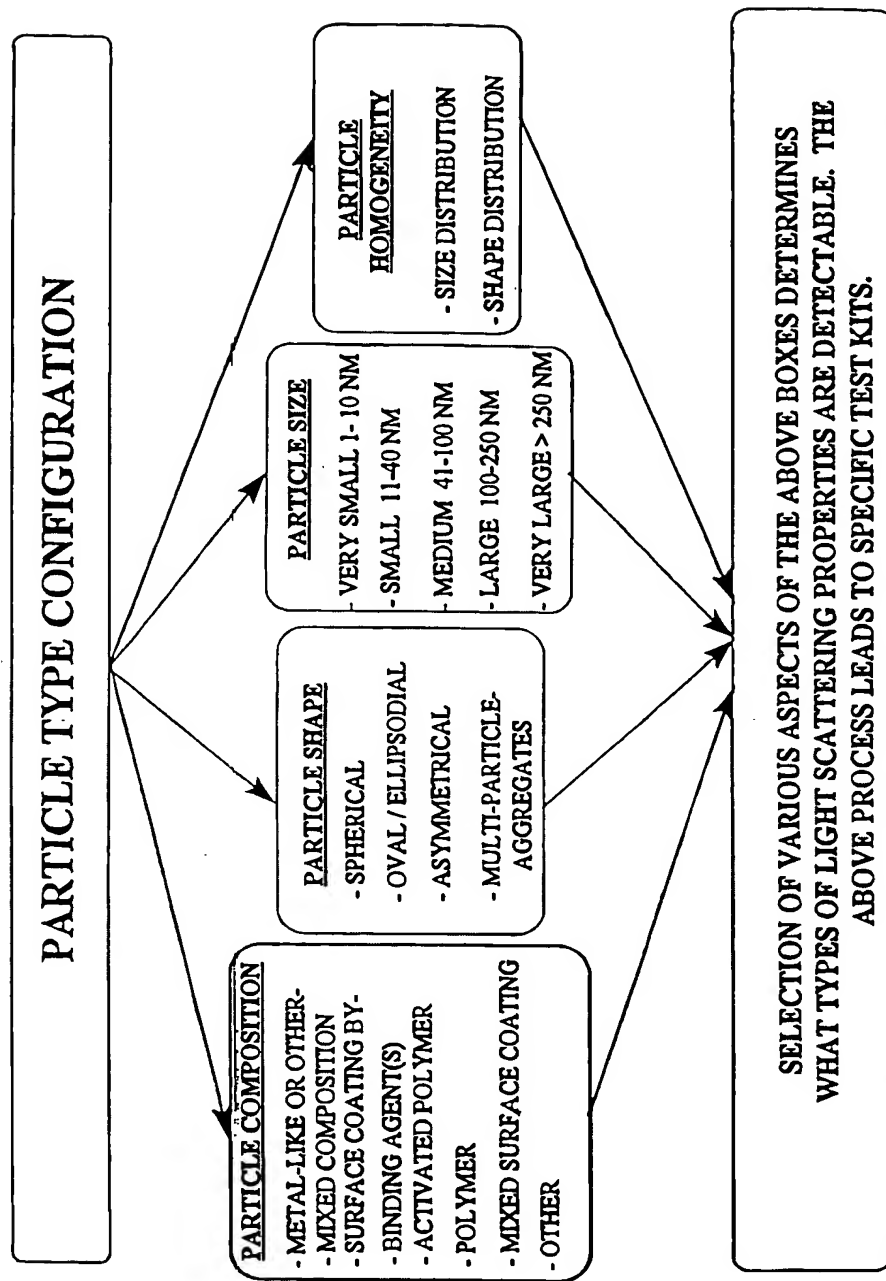 PARTICLE TYPE CONFIGURATION
PARTICLE COMPOSITION
- METAL-LIKE OR OTHER-
- MIXED COMPOSITION
- SURFACE COATING BY-
- BINDING AGENT(S)
- ACTIVATED POLYMER
- POLYMER
- MIXED SURFACE COATING
- OTHER
PARTICLE SHAPE
- SPHERICAL
- OVAL / ELLIPSODIAL
- ASYMMETRICAL
- MULTI-PARTICLE-
AGGREGATES
PARTICLE SIZE
- VERY SMALL 1- 10 NM
- SMALL 11-40 NM
- MEDIUM 41-100 NM
- LARGE 100-250 NM
- VERY LARGE > 250 NM
PARTICLE
HOMOGENEITY
- SIZE DISTRIBUTION
- SHAPE DISTRIBUTION
SELECTION OF VARIOUS ASPECTS OF THE ABOVE BOXES DETERMINES
WHAT TYPES OF LIGHT SCATTERING PROPERTIES ARE DETECTABLE. THE
ABOVE PROCESS LEADS TO SPECIFIC TEST KITS.